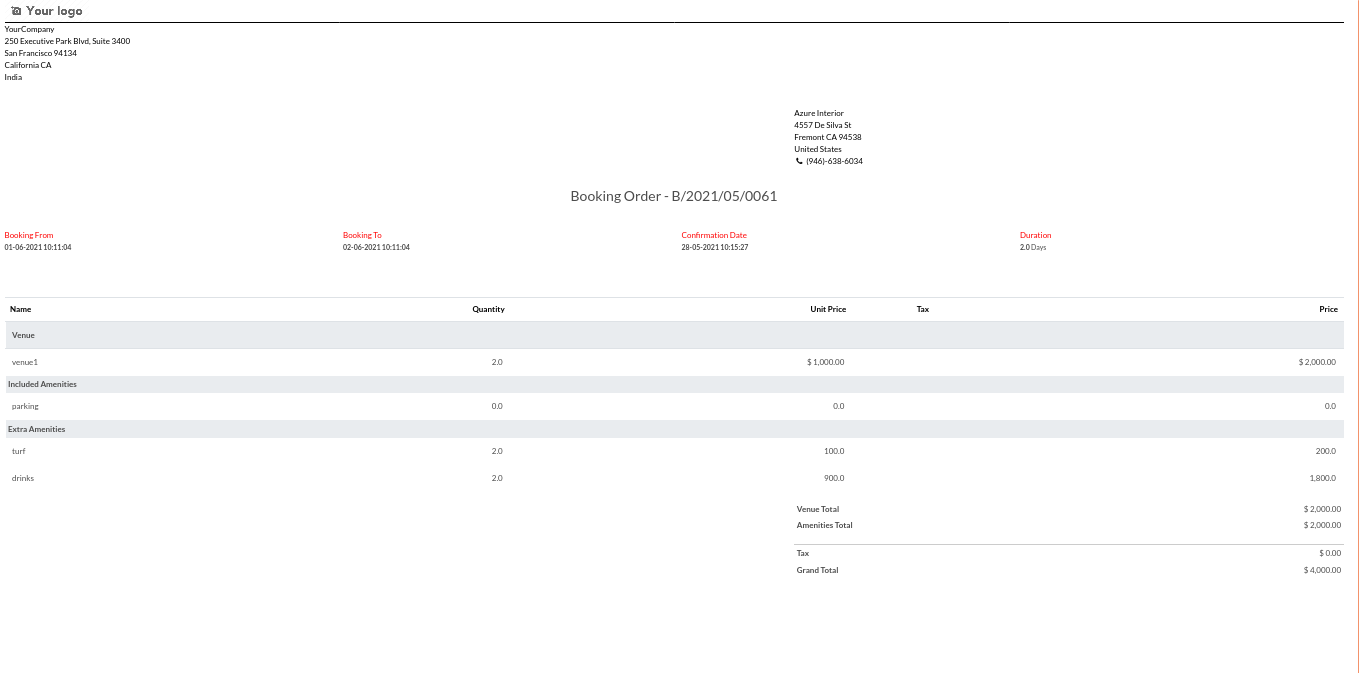 Your logo
YourCompany
250 Executive Park Blvd, Suite 3400
San Francisco 94134
California CA
India
Azure Interior
4557 De Silva St
Fremont CA 94538
United States
(946)-638-6034
Booking Order - B/2021/05/0061
Booking From Booking To Confirmation Date Duration
01-06-2021 10:11:04 02-06-2021 10:11:04 28-05-2021 10:15:27 2.0 Days
Name Quantity Unit Price Tax Price
Venue
venue1 2.0 $ 1,000.00 $ 2,000.00
Included Amenities
parking 0.0 0.0 0.0
Extra Amenities
turf 2.0 100.0 200.0
drinks 2.0 900.0 1,800.0
Venue Total $ 2,000.00
Amenities Total $ 2,000.00
Tax $ 0.00
Grand Total $ 4,000.00